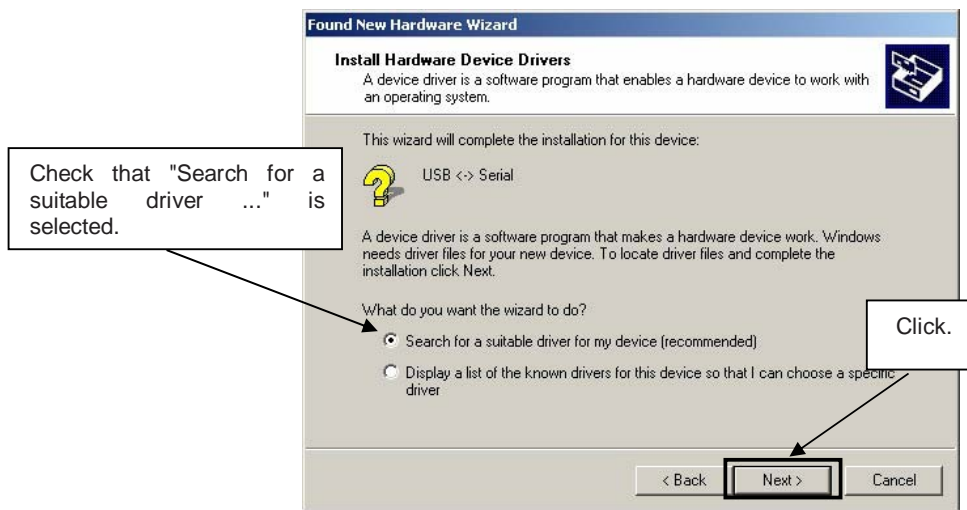 Found New Hardware Wizard
Install Hardware Device Drivers
A device driver is a software program that enables a hardware device to work with
an operating system.
This wizard will complete the installation for this device:
USB <-> Serial
Check that "Search for a
suitable driver ..." is
selected.
A device driver is a software program that makes a hardware device work. Windows
needs driver files for your new device. To locate driver files and complete the
installation click Next.
What do you want the wizard to do?
Click.
Search for a suitable driver for my device (recommended)
Display a list of the known drivers for this device so that I can choose a specific
driver
< Back
Next >
Cancel